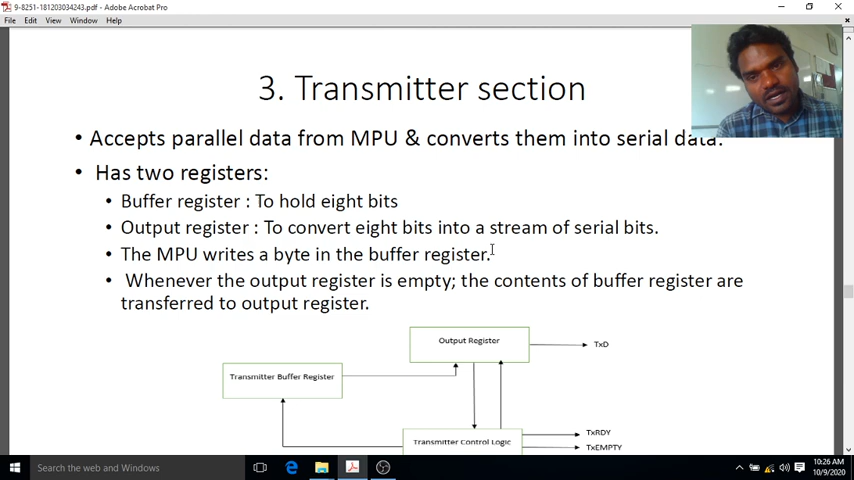 9-8251-181203034243.pdf - Adobe Acrobat Pro
File Edit View Window Help
3. Transmitter section
• Accepts parallel data from MPU & converts them into serial data.
• Has two registers:
• Buffer register : To hold eight bits
• Output register : To convert eight bits into a stream of serial bits.
• The MPU writes a byte in the buffer register.
• Whenever the output register is empty; the contents of buffer register are
transferred to output register.
Output Register
TxD
Transmitter Buffer Register
TxRDY
Transmitter Control Logic
TxEMPTY
Search the web and Windows
10:26 AM
10/9/2020